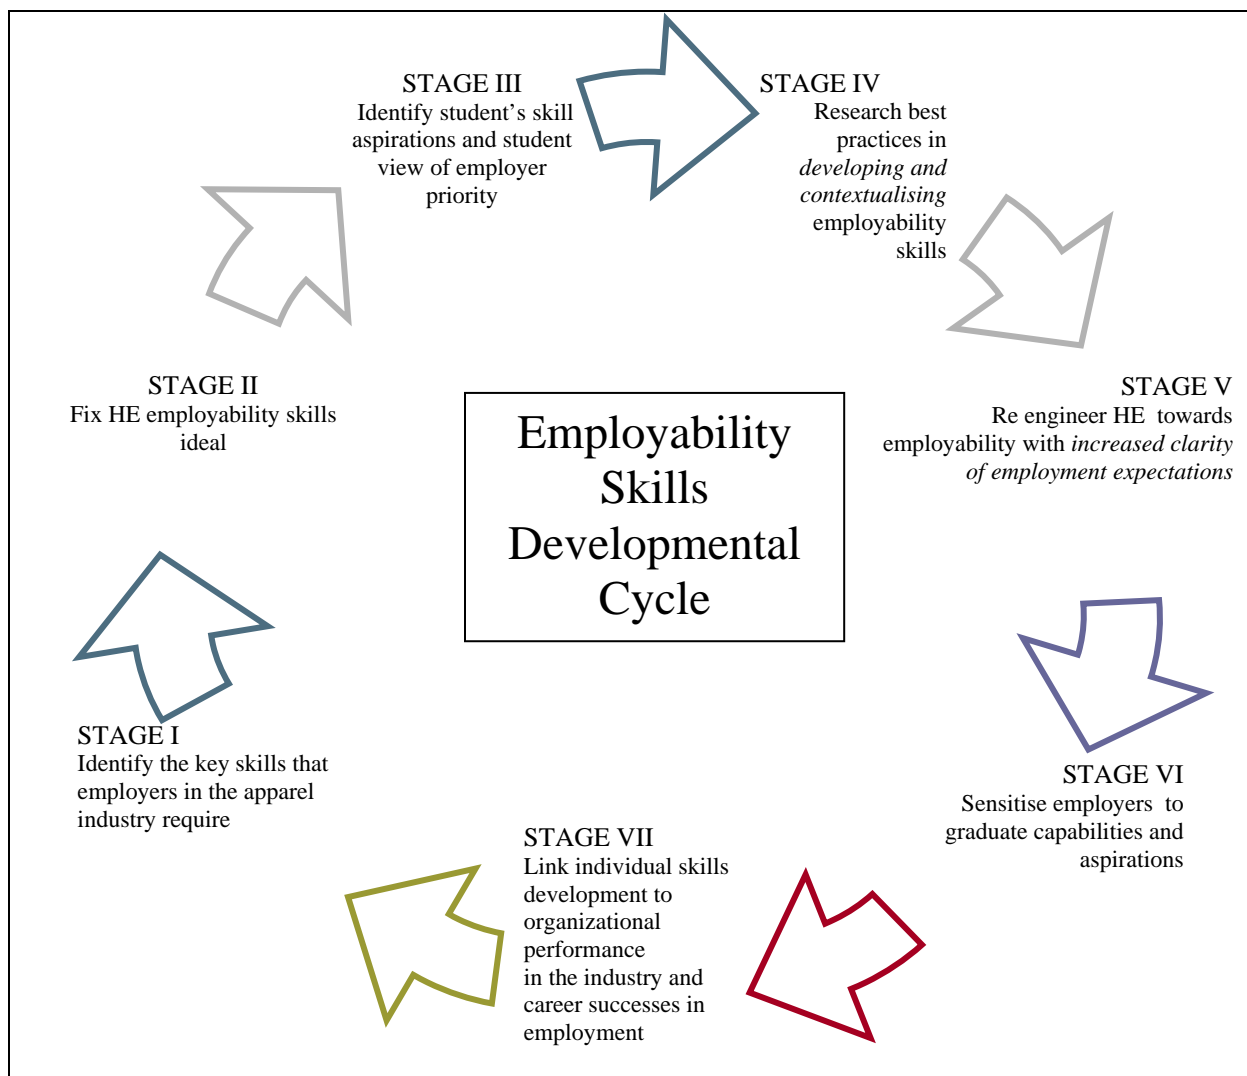 STAGE III
Identify student’s skill
aspirations and student
view of employer
priority
STAGE IV
Research best
practices in
developing and
contextualising
employability
skills
STAGE II
Fix HE employability skills
ideal
Employability
Skills
Developmental
Cycle
STAGE V
Re engineer HE  towards
employability with increased clarity
of employment expectations
STAGE I
Identify the key skills that
employers in the apparel
industry require
STAGE VI
Sensitise employers  to
graduate capabilities and
aspirations
STAGE VII
Link individual skills
development to
organizational
performance
in the industry and
career successes in
employment